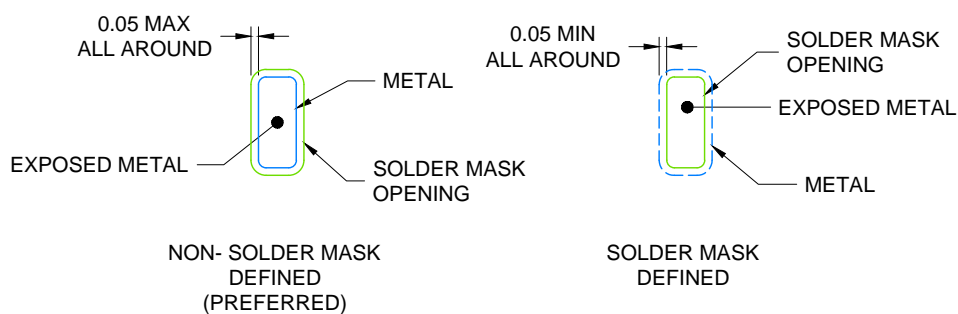 0.05 MAX
ALL AROUND
METAL
EXPOSED METAL
SOLDER MASK
OPENING
NON- SOLDER MASK
DEFINED
(PREFERRED)
0.05 MIN
ALL AROUND
SOLDER MASK
OPENING
EXPOSED METAL
METAL
SOLDER MASK
DEFINED